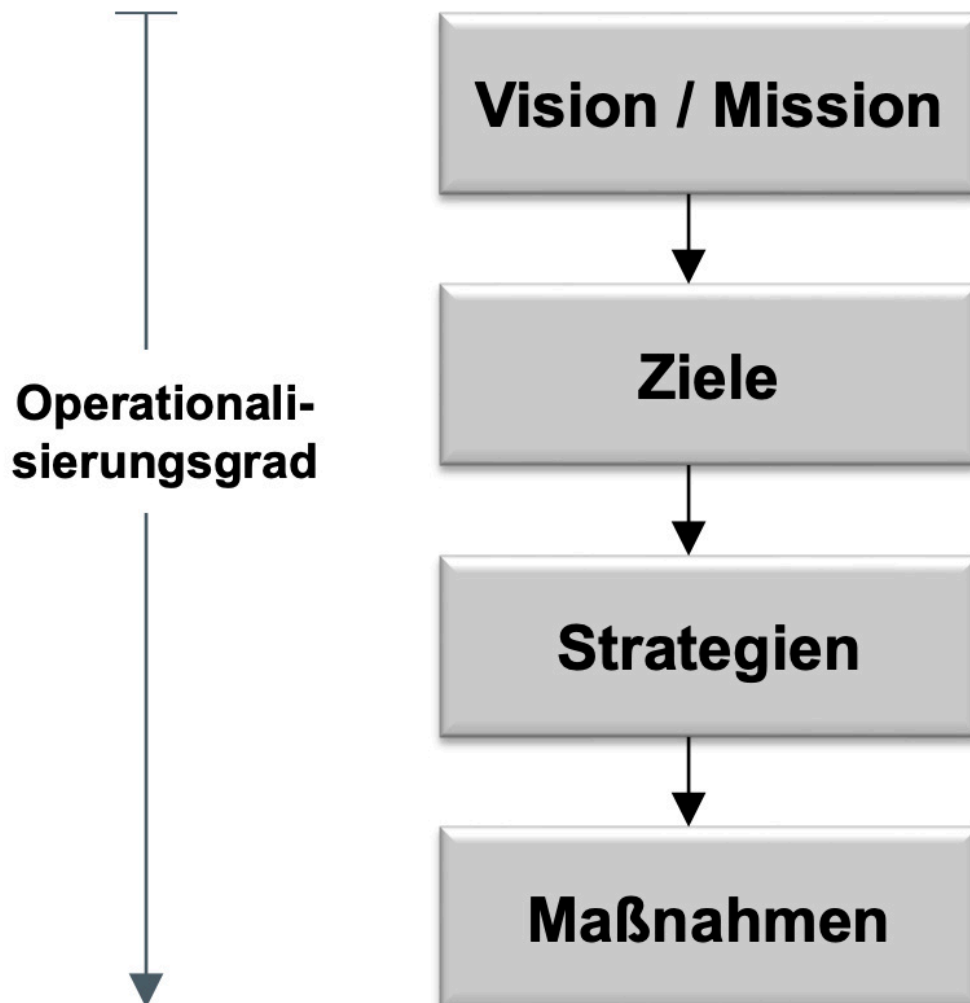 Vision / Mission
Ziele
Operationali-
sierungsgrad
Strategien
Maßnahmen